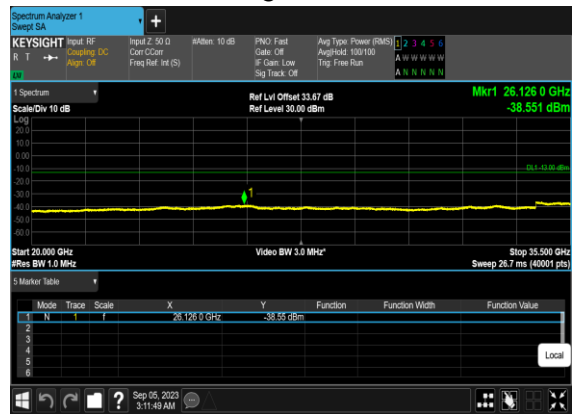 Spectrum Analyzer 1
Swept SA
+
KEYSIGHT Input: RF Input Z: 50 Ω #Atten: 10 dB PNO: Fast Avg Type: Power (RMS) 1 2 3 4 5 6
R T Coupling: DC Corr CCorr Gate: Off Avg|Hold: 100/100 A W W W W W
Align: Off Freq Ref: Int (S) IF Gain: Low Trig: Free Run
LXI Sig Track: Off A N N N N N
1 Spectrum Ref Lvl Offset 33.67 dB Mkr1 26.126 0 GHz
Scale/Div 10 dB Ref Level 30.00 dBm -38.551 dBm
Log
20.0
10.0
0.00
-10.0 DL1 -13.00 dBm
-20.0
-30.0 1
-40.0
-50.0
-60.0
Start 20.000 GHz Video BW 3.0 MHz* Stop 35.500 GHz
#Res BW 1.0 MHz Sweep 26.7 ms (40001 pts)
5 Marker Table
Mode Trace Scale X Y Function Function Width Function Value
1 N 1 f 26.126 0 GHz -38.55 dBm
2
3
4
5
6
Local
? Sep 05, 2023
3:11:49 AM